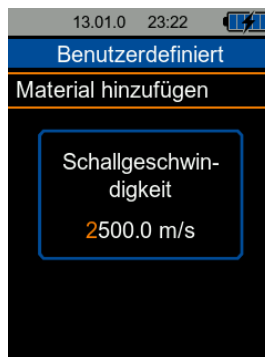 13.01.0 23:22
Benutzerdefiniert
Material hinzufügen
Schallgeschwin-
digkeit
2500.0 m/s